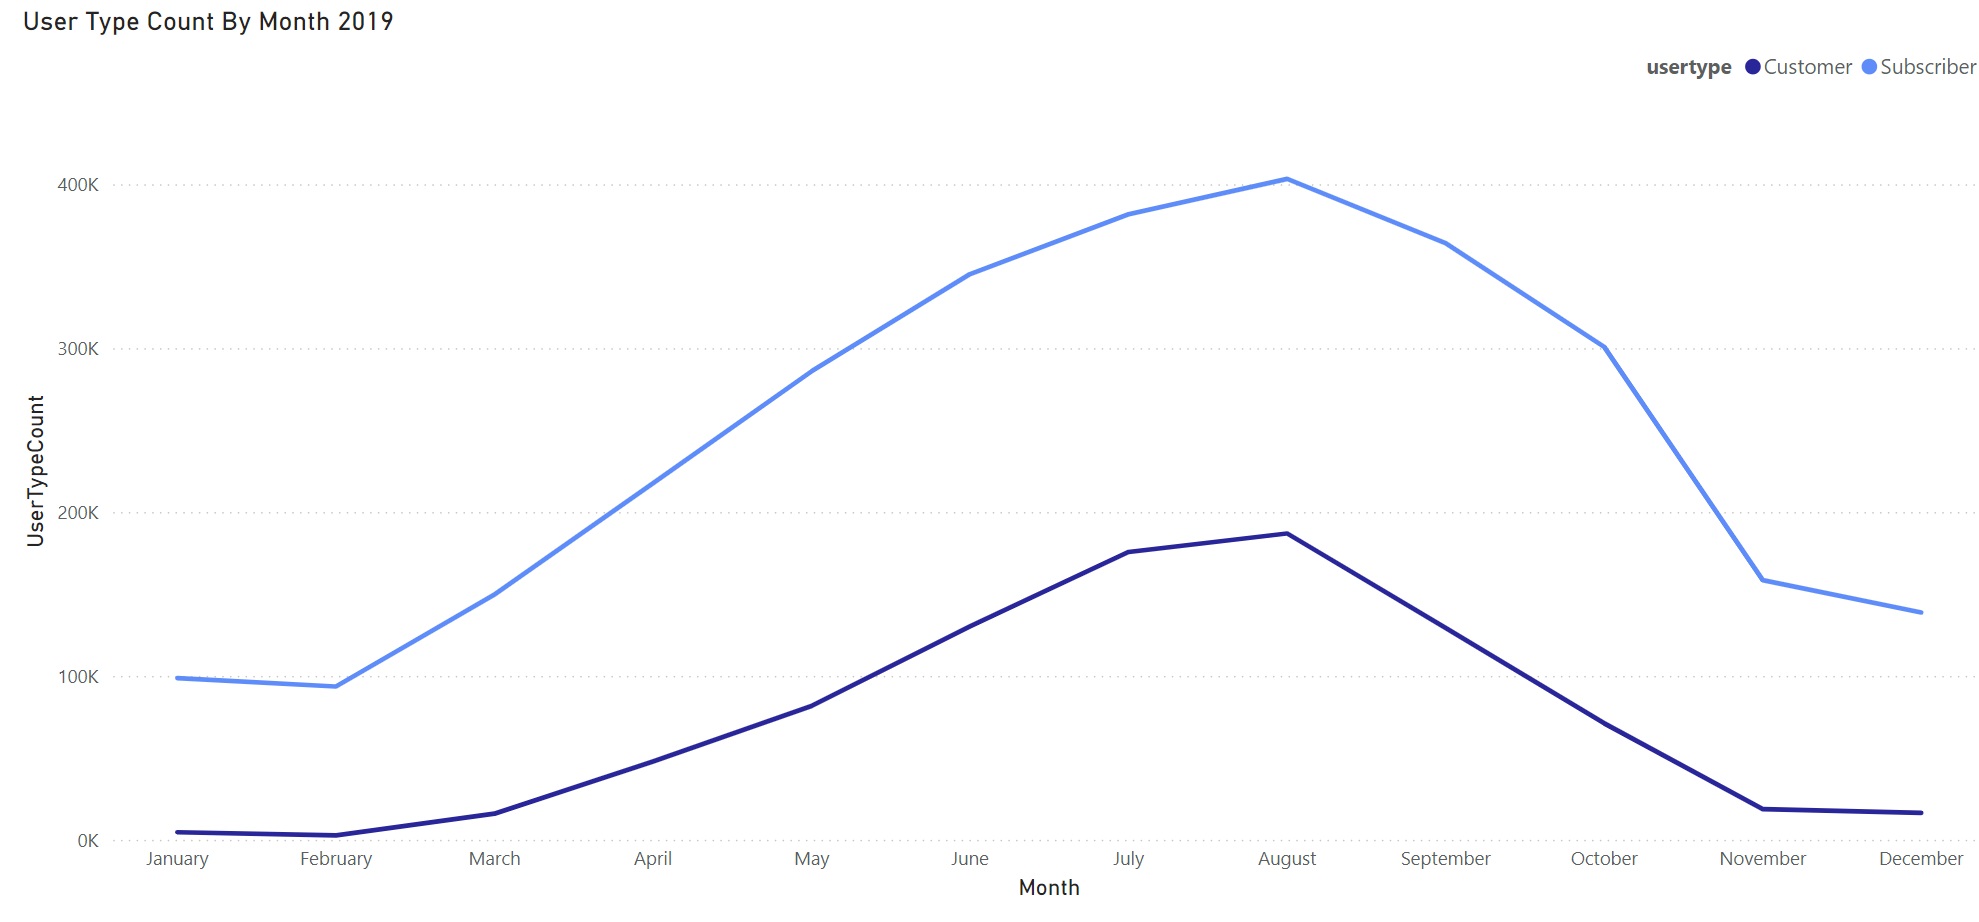 User Type Count By Month 2019
usertype Customer Subscriber
400K
300K
200K
100K
0K
UserTypeCount
January February March April May June July August September October November December
Month